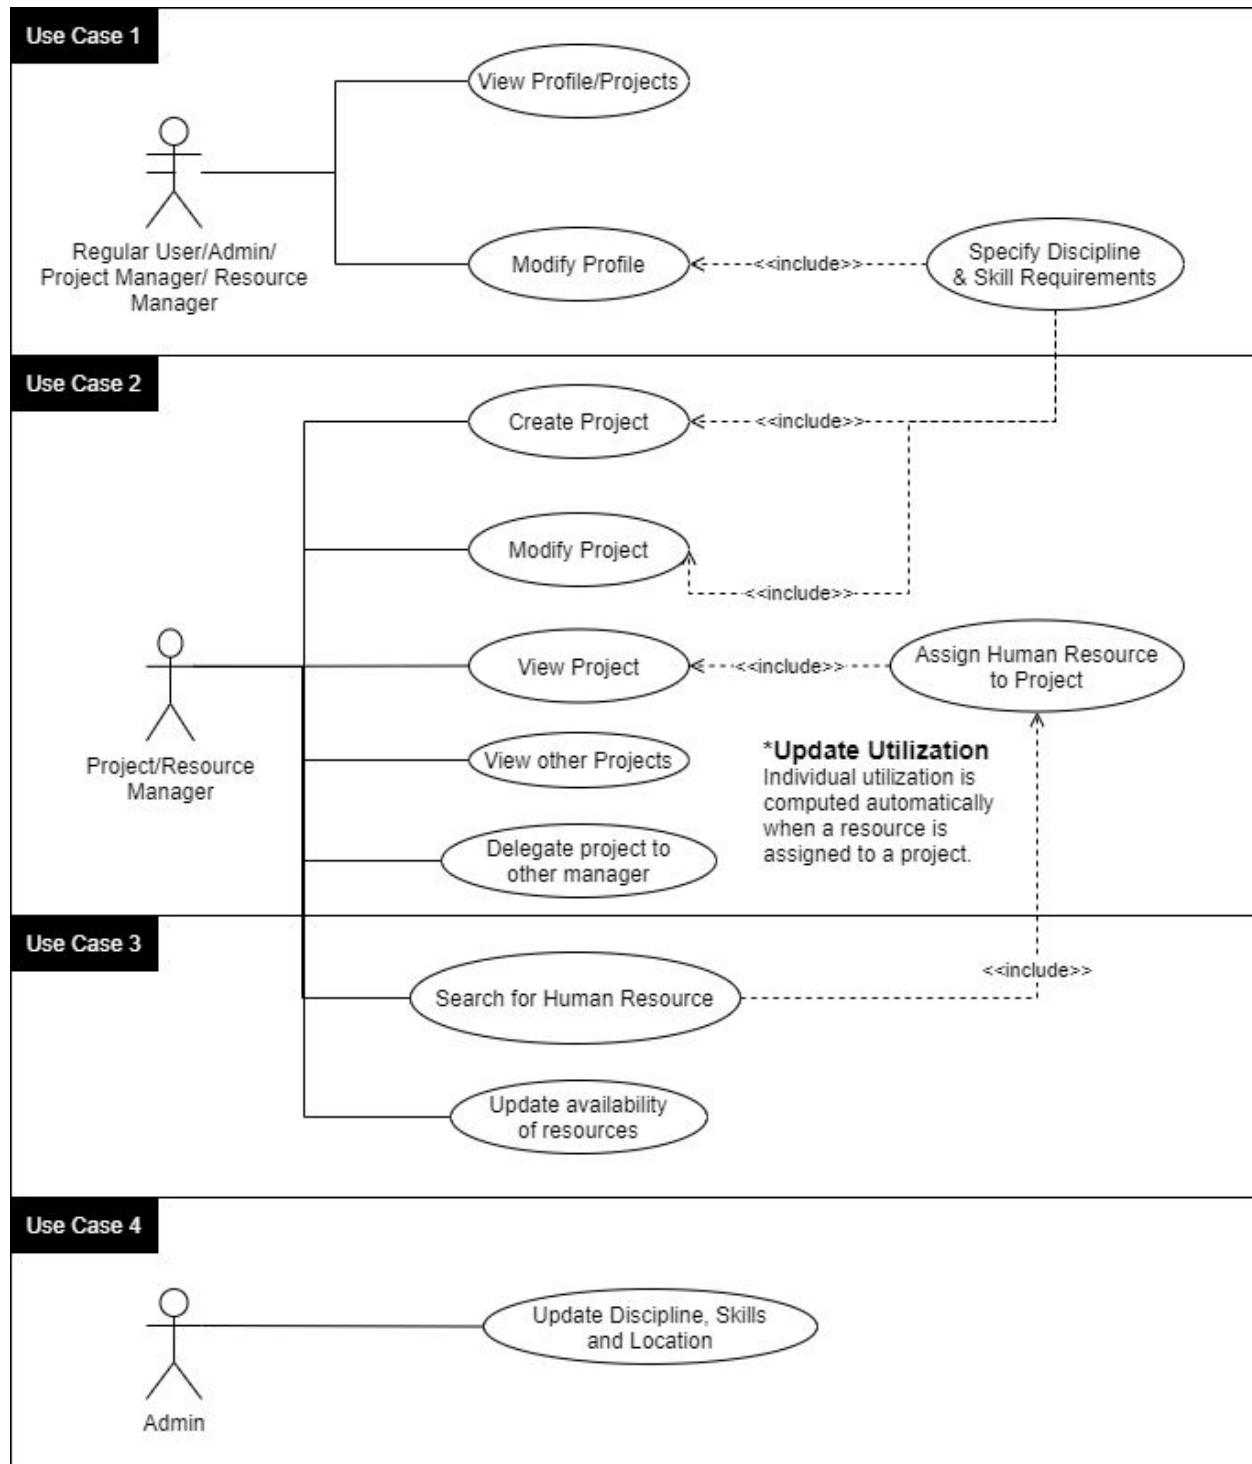 Use Case 1
View Profile/Projects
Regular User/Admin/
Project Manager/ Resource
Manager
Modify Profile
<<include>>
Specify Discipline
& Skill Requirements
Use Case 2
Create Project
<<include>>
Modify Project
<<include>>
View Project
<<include>>
Assign Human Resource
to Project
Project/Resource
Manager
View other Projects
*Update Utilization
Individual utilization is
computed automatically
when a resource is
assigned to a project.
Delegate project to
other manager
Use Case 3
Search for Human Resource
<<include>>
Update availability
of resources
Use Case 4
Update Discipline, Skills
and Location
Admin